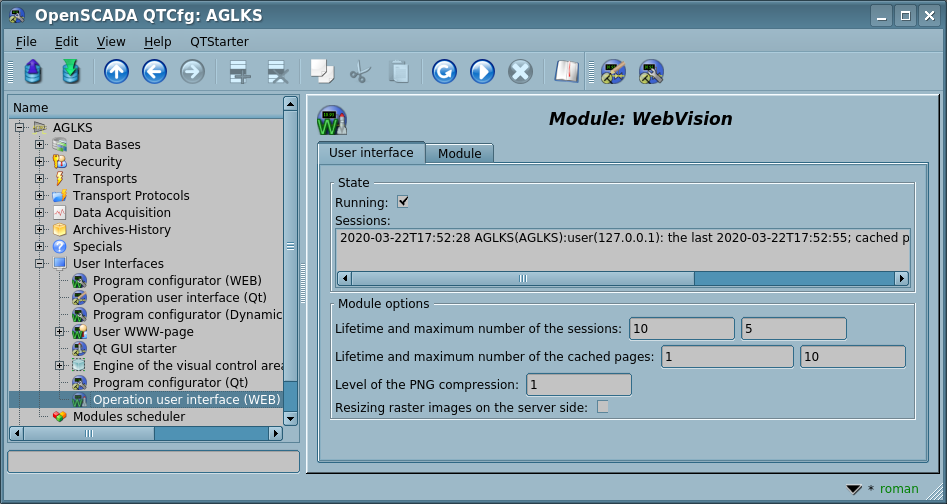 OpenSCADA QTCfg: AGLKS
File Edit View Help QTStarter
Name
AGLKS
Data Bases
Security
Transports
Transport Protocols
Data Acquisition
Archives-History
Specials
User Interfaces
Program configurator (WEB)
Operation user interface (Qt)
Program configurator (Dynamic
User WWW-page
Qt GUI starter
Engine of the visual control area
Program configurator (Qt)
Operation user interface (WEB)
Modules scheduler
Module: WebVision
User interface Module
State
Running:
Sessions:
2020-03-22T17:52:28 AGLKS(AGLKS):user(127.0.0.1): the last 2020-03-22T17:52:55; cached p
Module options
Lifetime and maximum number of the sessions: 10 5
Lifetime and maximum number of the cached pages: 1 10
Level of the PNG compression: 1
Resizing raster images on the server side:
* roman